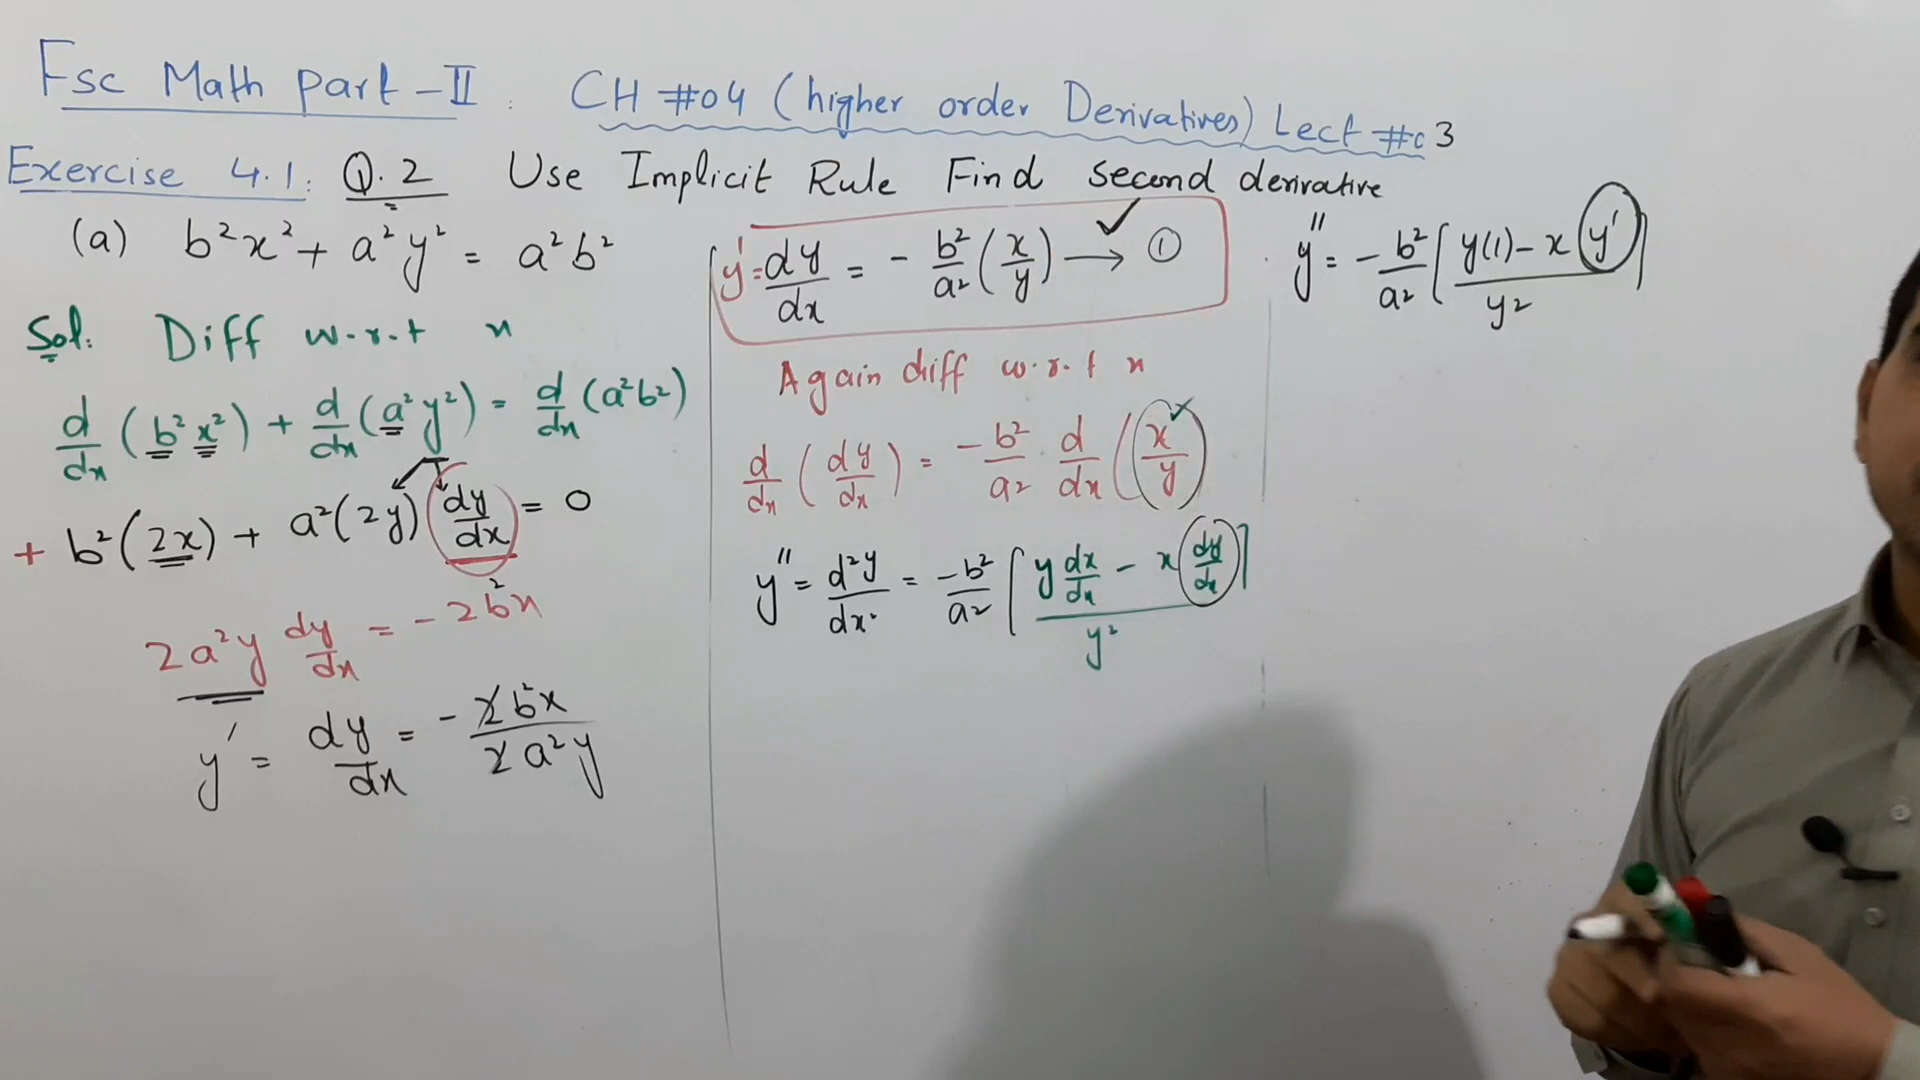 Fsc Math part-II : CH #04 (higher order Derivatives) Lect #03
Exercise 4.1: Q.2 Use Implicit Rule Find second derivative
(a) b²x² + a²y² = a²b²
Sol: Diff w.r.t x
d/dx (b²x²) + d/dx (a²y²) = d/dx (a²b²)
+ b²(2x) + a²(2y) dy/dx = 0
2a²y dy/dx = -2b²x
y' = dy/dx = - 2b²x / 2a²y
y' = dy/dx = - b²/a² (x/y) → ①
Again diff w.r.t x
d/dx (dy/dx) = -b²/a² · d/dx (x/y)
y'' = d²y/dx² = -b²/a² [y dx/dx - x dy/dx / y²]
y'' = -b²/a² [y(1) - x y' / y²]